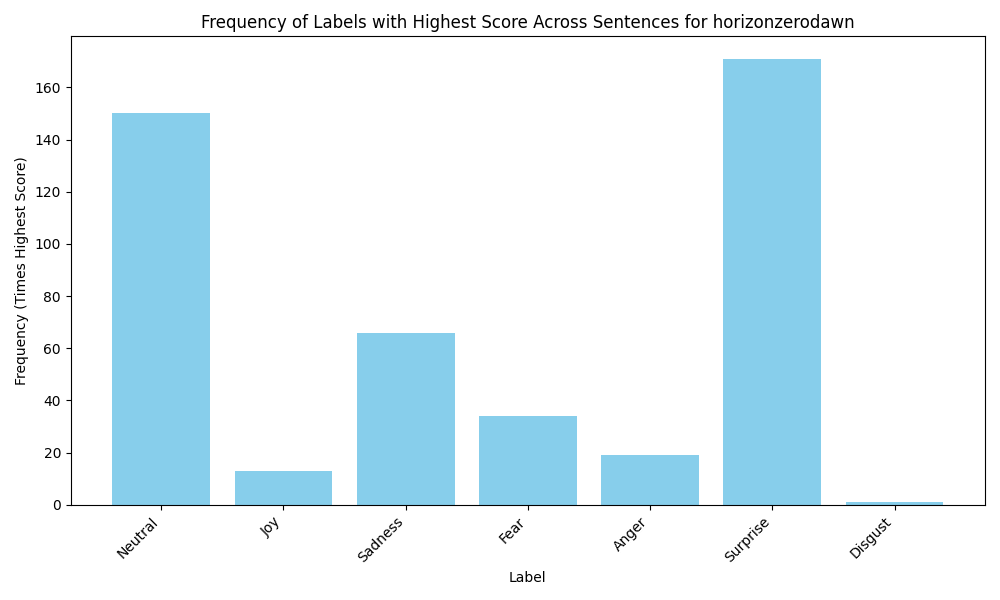 Frequency of Labels with Highest Score Across Sentences for horizonzerodawn
Frequency (Times Highest Score)
160
140
120
100
80
60
40
20
0
Neutral
Joy
Sadness
Fear
Anger
Surprise
Disgust
Label